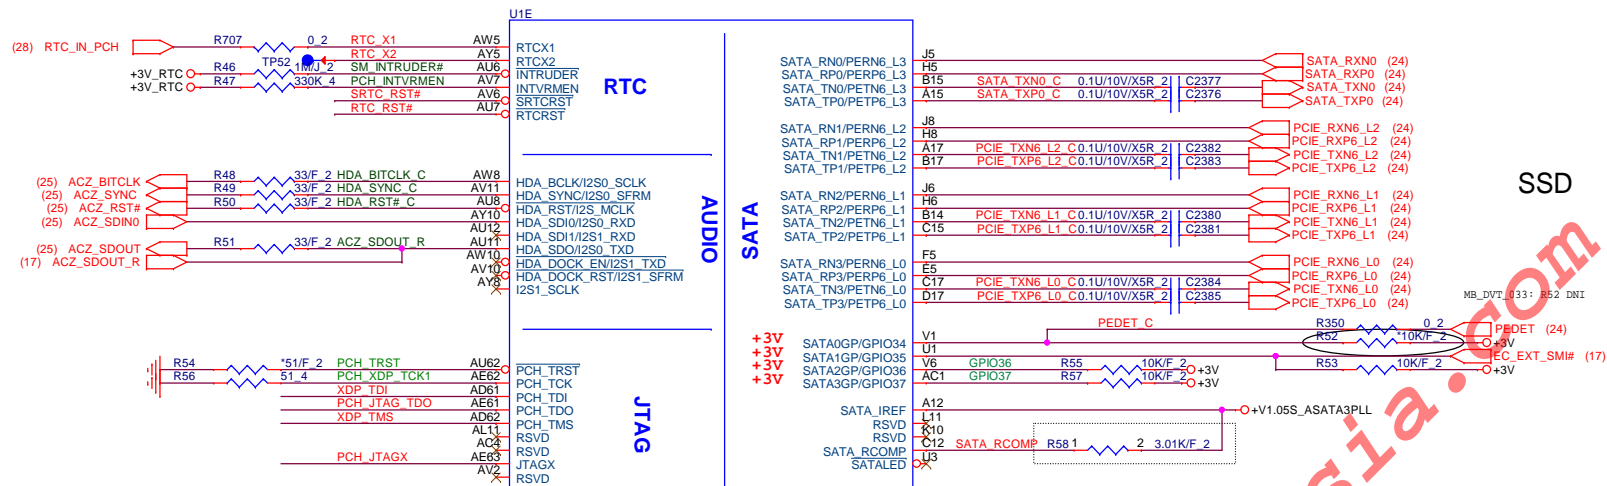 U1E
(28) RTC_IN_PCH R707 0_2 RTC_X1 AW5 RTCX1
TP52 RTC_X2 AY5 RTCX2
+3V_RTC R46 1M/J_2 SM_INTRUDER# AU6 INTRUDER
+3V_RTC R47 330K_4 PCH_INTVRMEN AV7 INTVRMEN
SRTC_RST# AV6 SRTCRST
RTC_RST# AU7 RTCRST
RTC
(25) ACZ_BITCLK R48 33/F_2 HDA_BITCLK_C AW8 HDA_BCLK/I2S0_SCLK
(25) ACZ_SYNC R49 33/F_2 HDA_SYNC_C AV11 HDA_SYNC/I2S0_SFRM
(25) ACZ_RST# R50 33/F_2 HDA_RST#_C AU8 HDA_RST/I2S_MCLK
(25) ACZ_SDIN0 AY10 HDA_SDI0/I2S0_RXD
AU12 HDA_SDI1/I2S1_RXD
(25) ACZ_SDOUT R51 33/F_2 ACZ_SDOUT_R AU11 HDA_SDO/I2S0_TXD
(17) ACZ_SDOUT_R AW10 HDA_DOCK_EN/I2S1_TXD
AV10 HDA_DOCK_RST/I2S1_SFRM
AY8 I2S1_SCLK
AUDIO
R54 *51/F_2 PCH_TRST AU62 PCH_TRST
R56 51_4 PCH_XDP_TCK1 AE62 PCH_TCK
XDP_TDI AD61 PCH_TDI
PCH_JTAG_TDO AE61 PCH_TDO
XDP_TMS AD62 PCH_TMS
AL11 RSVD
AC4 RSVD
PCH_JTAGX AE63 JTAGX
AV2 RSVD
JTAG
SATA
SATA_RN0/PERN6_L3 J5 SATA_RXN0 (24)
SATA_RP0/PERP6_L3 H5 SATA_RXP0 (24)
SATA_TN0/PETN6_L3 B15 SATA_TXN0_C 0.1U/10V/X5R_2 C2377 SATA_TXN0 (24)
SATA_TP0/PETP6_L3 A15 SATA_TXP0_C 0.1U/10V/X5R_2 C2376 SATA_TXP0 (24)
SATA_RN1/PERN6_L2 J8 PCIE_RXN6_L2 (24)
SATA_RP1/PERP6_L2 H8 PCIE_RXP6_L2 (24)
SATA_TN1/PETN6_L2 A17 PCIE_TXN6_L2_C 0.1U/10V/X5R_2 C2382 PCIE_TXN6_L2 (24)
SATA_TP1/PETP6_L2 B17 PCIE_TXP6_L2_C 0.1U/10V/X5R_2 C2383 PCIE_TXP6_L2 (24)
SATA_RN2/PERN6_L1 J6 PCIE_RXN6_L1 (24)
SATA_RP2/PERP6_L1 H6 PCIE_RXP6_L1 (24)
SATA_TN2/PETN6_L1 B14 PCIE_TXN6_L1_C 0.1U/10V/X5R_2 C2380 PCIE_TXN6_L1 (24)
SATA_TP2/PETP6_L1 C15 PCIE_TXP6_L1_C 0.1U/10V/X5R_2 C2381 PCIE_TXP6_L1 (24)
SATA_RN3/PERN6_L0 F5 PCIE_RXN6_L0 (24)
SATA_RP3/PERP6_L0 E5 PCIE_RXP6_L0 (24)
SATA_TN3/PETN6_L0 C17 PCIE_TXN6_L0_C 0.1U/10V/X5R_2 C2384 PCIE_TXN6_L0 (24)
SATA_TP3/PETP6_L0 D17 PCIE_TXP6_L0_C 0.1U/10V/X5R_2 C2385 PCIE_TXP6_L0 (24)
SSD
MB_DVT_033: R52 DNI
PEDET_C R350 0_2 PEDET (24)
+3V SATA0GP/GPIO34 V1 R52 *10K/F_2 +3V
+3V SATA1GP/GPIO35 U1 EC_EXT_SMI# (17)
+3V SATA2GP/GPIO36 V6 GPIO36 R55 10K/F_2 +3V R53 10K/F_2 +3V
+3V SATA3GP/GPIO37 AC1 GPIO37 R57 10K/F_2 +3V
SATA_IREF A12 +V1.05S_ASATA3PLL
RSVD L11
RSVD K10
SATA_RCOMP C12 SATA_RCOMP R58 1 2 3.01K/F_2
SATALED U3
sia.com